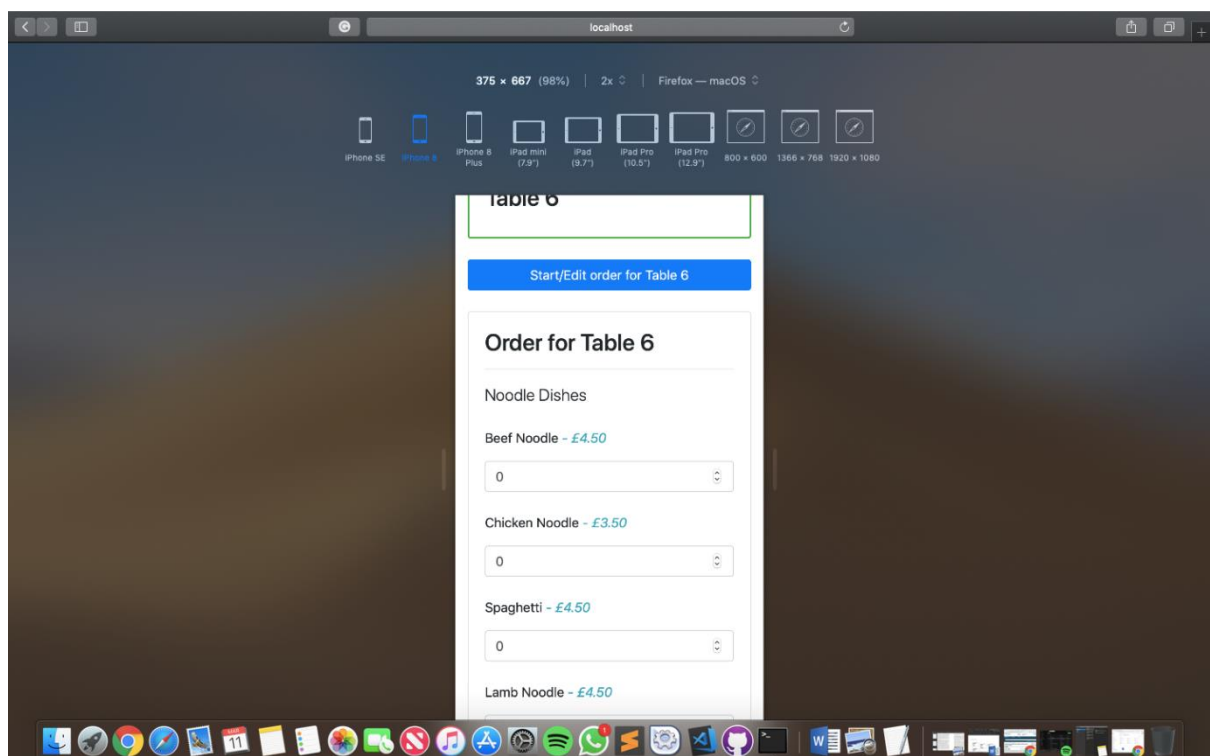 localhost
375 × 667 (98%) 2x Firefox — macOS
iPhone SE
iPhone 8
iPhone 8
Plus
iPad mini
(7.9")
iPad
(9.7")
iPad Pro
(10.5")
iPad Pro
(12.9")
800 × 600
1366 × 768
1920 × 1080
Table 6
Start/Edit order for Table 6
Order for Table 6
Noodle Dishes
Beef Noodle - £4.50
0
Chicken Noodle - £3.50
0
Spaghetti - £4.50
0
Lamb Noodle - £4.50
11